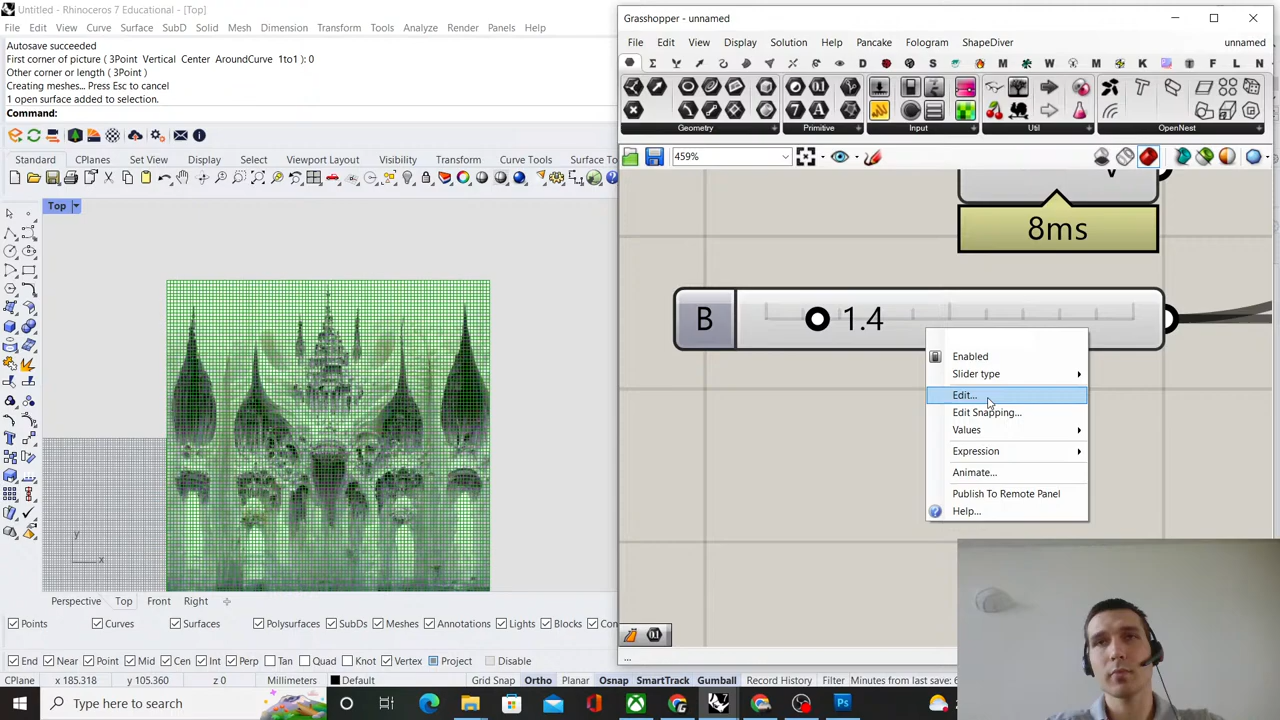 Untitled - Rhinoceros 7 Educational - [Top]
File Edit View Curve Surface SubD Solid Mesh Dimension Transform Tools Analyze Render Panels Help
Autosave succeeded
First corner of picture ( 3Point Vertical Center AroundCurve 1to1 ): 0
Other corner or length ( 3Point )
Creating meshes... Press Esc to cancel
1 open surface added to selection.
Command:
Standard CPlanes Set View Display Select Viewport Layout Visibility Transform Curve Tools Surface To
Top
y
x
Perspective Top Front Right
Points Curves Surfaces Polysurfaces SubDs Meshes Annotations Lights Blocks Con
End Near Point Mid Cen Int Perp Tan Quad Knot Vertex Project Disable
CPlane x 185.318 y 105.360 z 0 Millimeters Default Grid Snap Ortho Planar Osnap SmartTrack Gumball Record History Filter Minutes from last save: 6
Type here to search
Grasshopper - unnamed
File Edit View Display Solution Help Pancake Fologram ShapeDiver unnamed
Geometry Primitive Input Util OpenNest
459%
8ms
B 1.4
Enabled
Slider type
Edit...
Edit Snapping...
Values
Expression
Animate...
Publish To Remote Panel
Help...
...